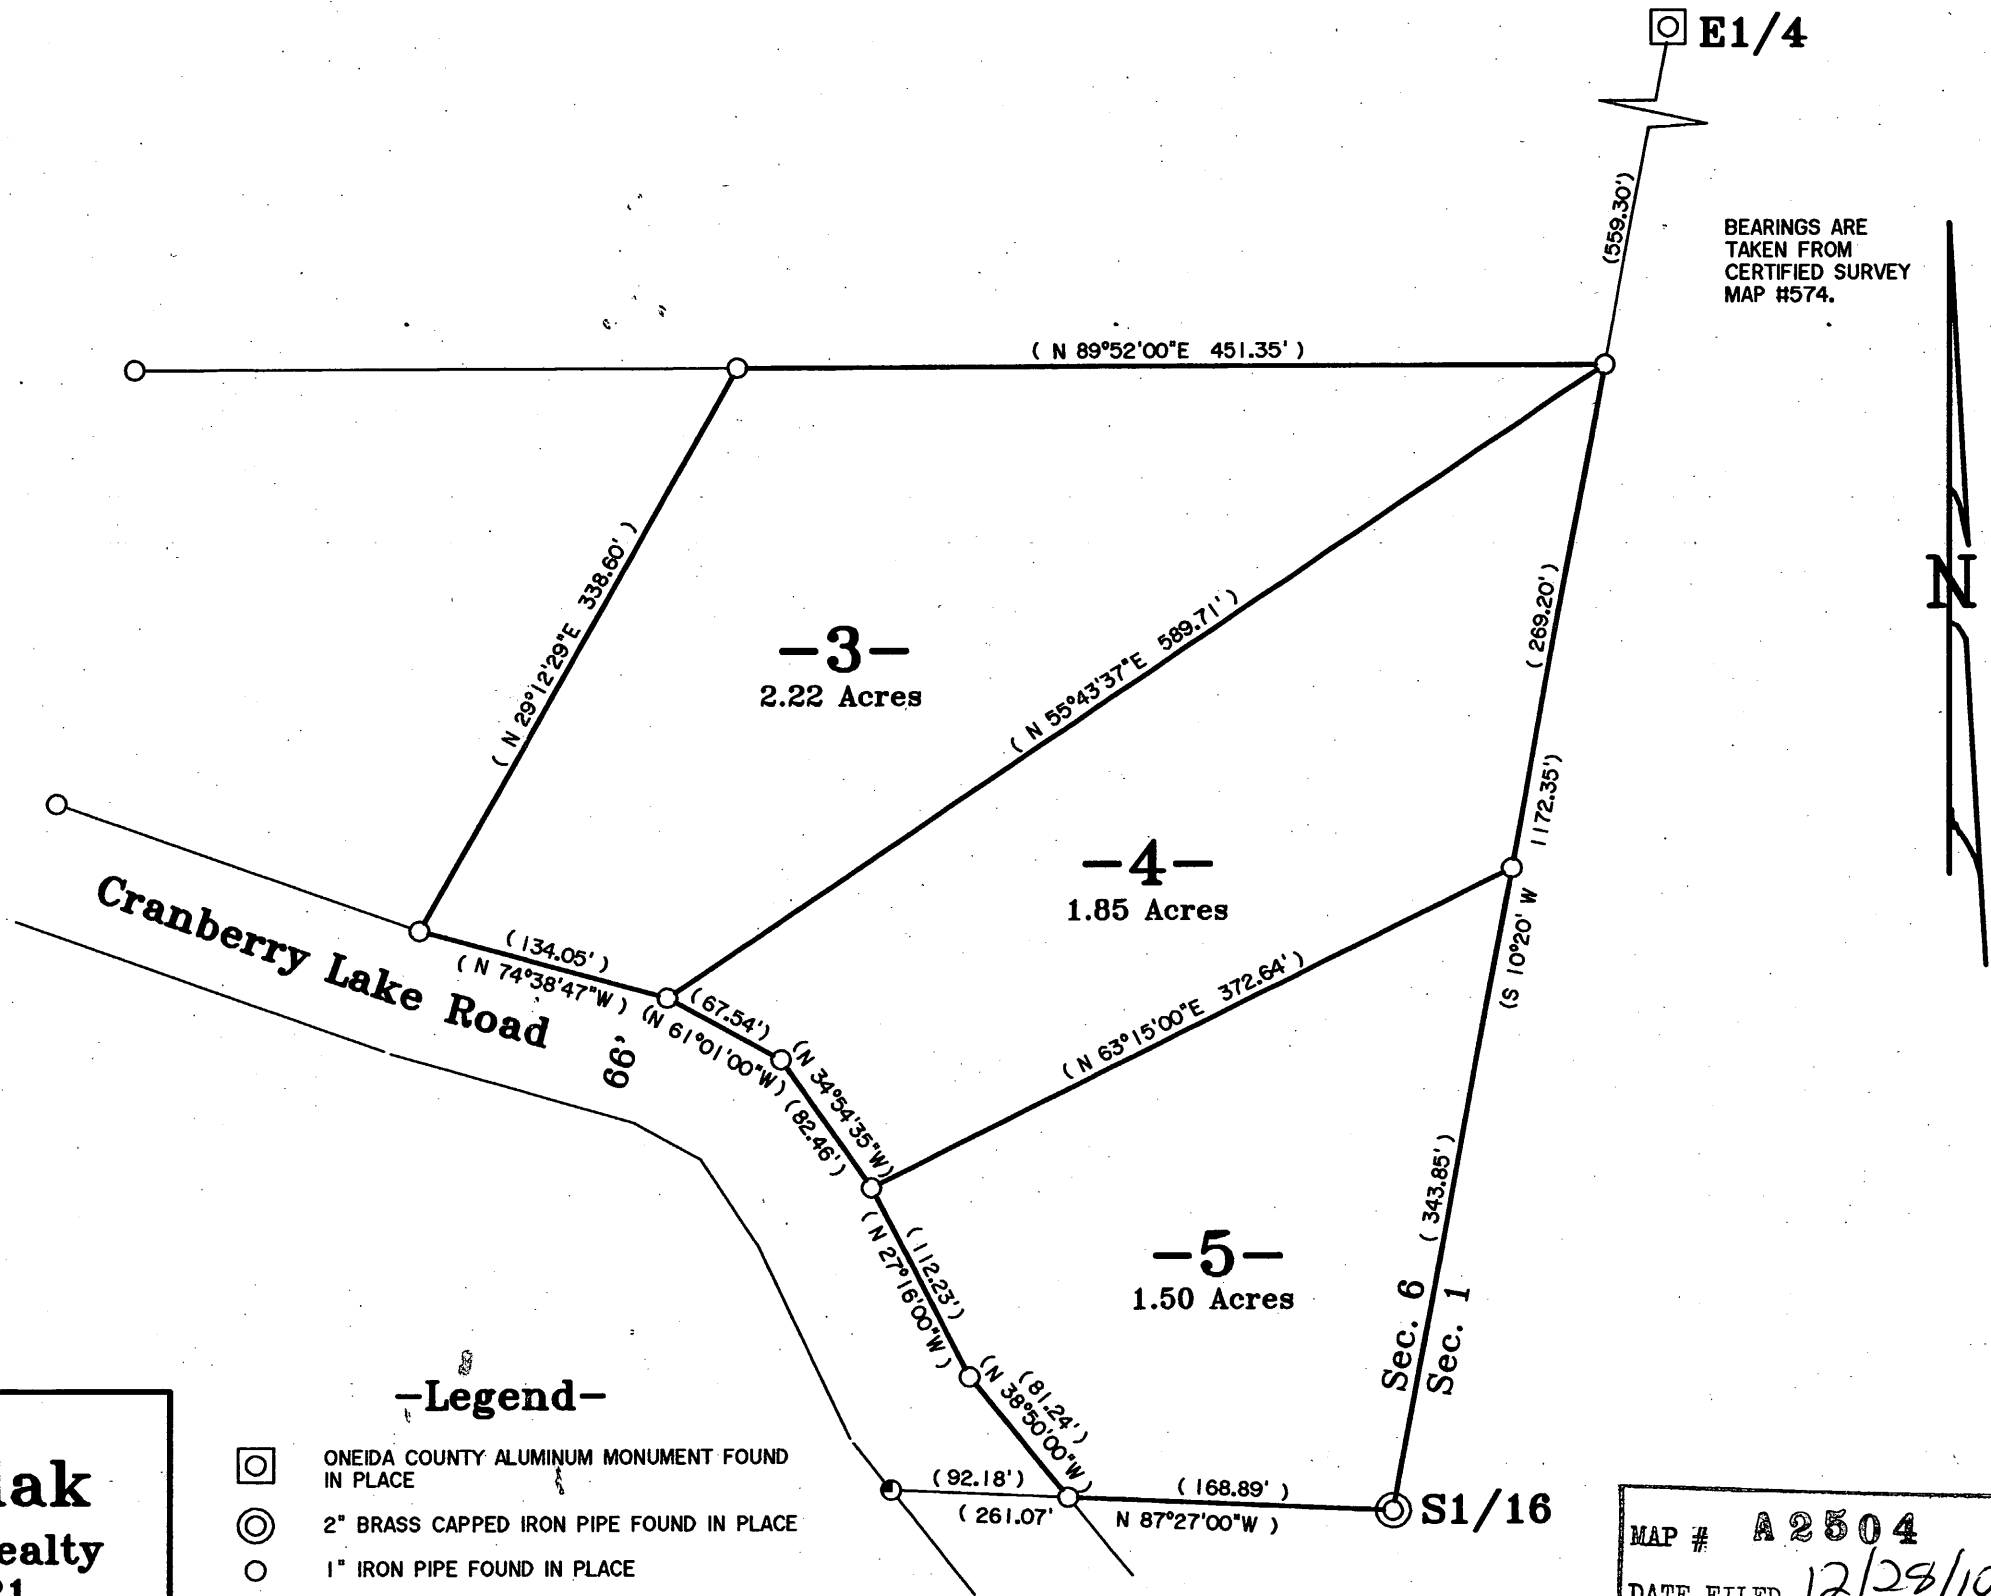 E1/4
(559.30')
BEARINGS ARE
TAKEN FROM
CERTIFIED SURVEY
MAP #574.
( N 89°52'00"E 451.35' )
N
( N 29°12'29"E 338.60' )
( 269.20' )
-3-
2.22 Acres
( N 55°43'37"E 589.71' )
1172.35')
-4-
1.85 Acres
(S 10°20' W
Cranberry Lake Road
66'
( 134.05' )
( N 74°38'47"W )
( 67.54' )
(N 61°01'00"W )
(N 34°54'35"W)
( 82.46' )
( N 63°15'00"E 372.64' )
( 343.85' )
( 112.23' )
( N 27°16'00"W )
-5-
1.50 Acres
Sec. 6
Sec. 1
(81.24')
(N 38°50'00"W )
( 92.18' )
( 168.89' )
( 261.07' N 87°27'00"W )
S1/16
-Legend-
ONEIDA COUNTY ALUMINUM MONUMENT FOUND
IN PLACE
2" BRASS CAPPED IRON PIPE FOUND IN PLACE
1" IRON PIPE FOUND IN PLACE
MAP # A2504
DATE FILED 12/28/10